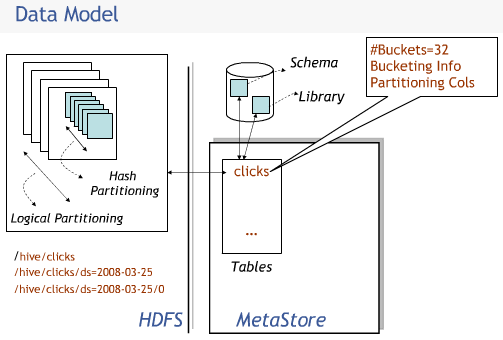 Data Model
Schema
Library
#Buckets=32
Bucketing Info
Partitioning Cols
Hash
Partitioning
Logical Partitioning
clicks
...
Tables
/hive/clicks
/hive/clicks/ds=2008-03-25
/hive/clicks/ds=2008-03-25/0
HDFS
MetaStore